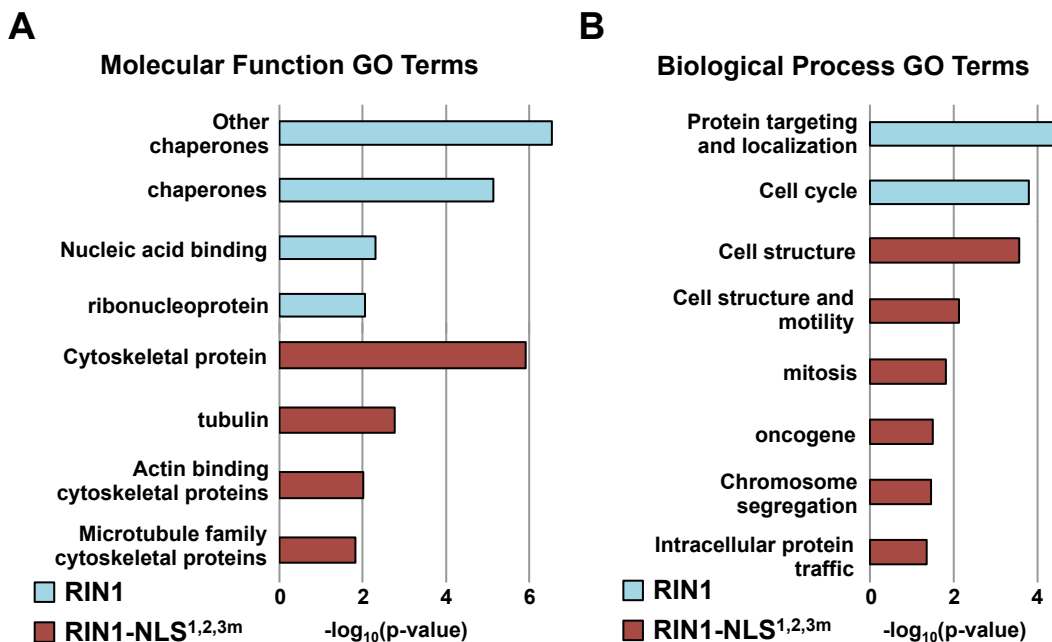 A
Molecular Function GO Terms
Other
chaperones
chaperones
Nucleic acid binding
ribonucleoprotein
Cytoskeletal protein
tubulin
Actin binding
cytoskeletal proteins
Microtubule family
cytoskeletal proteins
RIN1
RIN1-NLS1,2,3m
0 2 4 6
-log10(p-value)
B
Biological Process GO Terms
Protein targeting
and localization
Cell cycle
Cell structure
Cell structure and
motility
mitosis
oncogene
Chromosome
segregation
Intracellular protein
traffic
RIN1
RIN1-NLS1,2,3m
0 2 4
-log10(p-value)